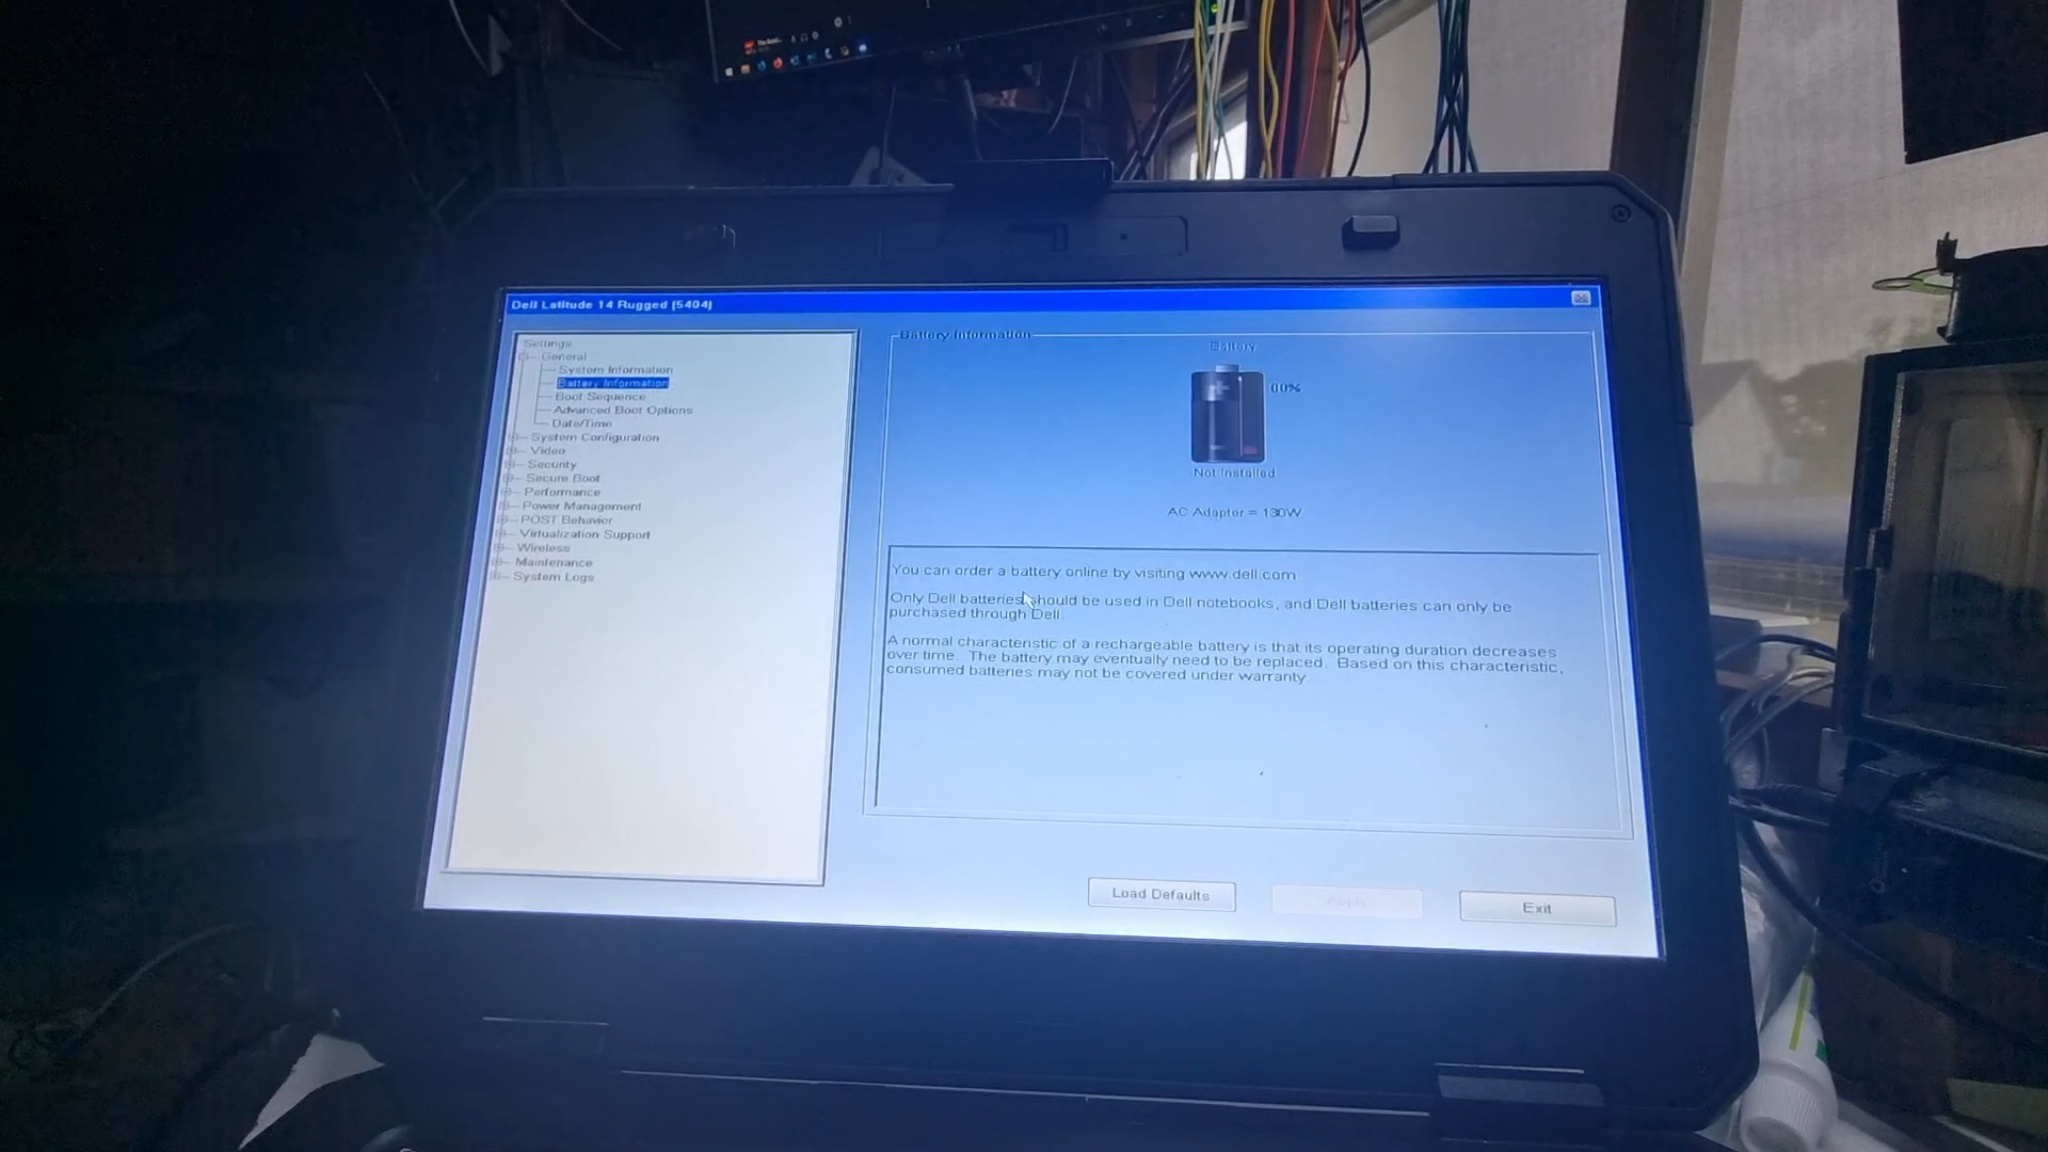 Dell Latitude 14 Rugged [5404]
Settings
General
System Information
Battery Information
Boot Sequence
Advanced Boot Options
Date/Time
System Configuration
Video
Security
Secure Boot
Performance
Power Management
POST Behavior
Virtualization Support
Wireless
Maintenance
System Logs
Battery Information
Battery
00%
Not Installed
AC Adapter = 130W
You can order a battery online by visiting www.dell.com
Only Dell batteries should be used in Dell notebooks, and Dell batteries can only be
purchased through Dell.
A normal characteristic of a rechargeable battery is that its operating duration decreases
over time. The battery may eventually need to be replaced. Based on this characteristic,
consumed batteries may not be covered under warranty.
Load Defaults
Apply
Exit